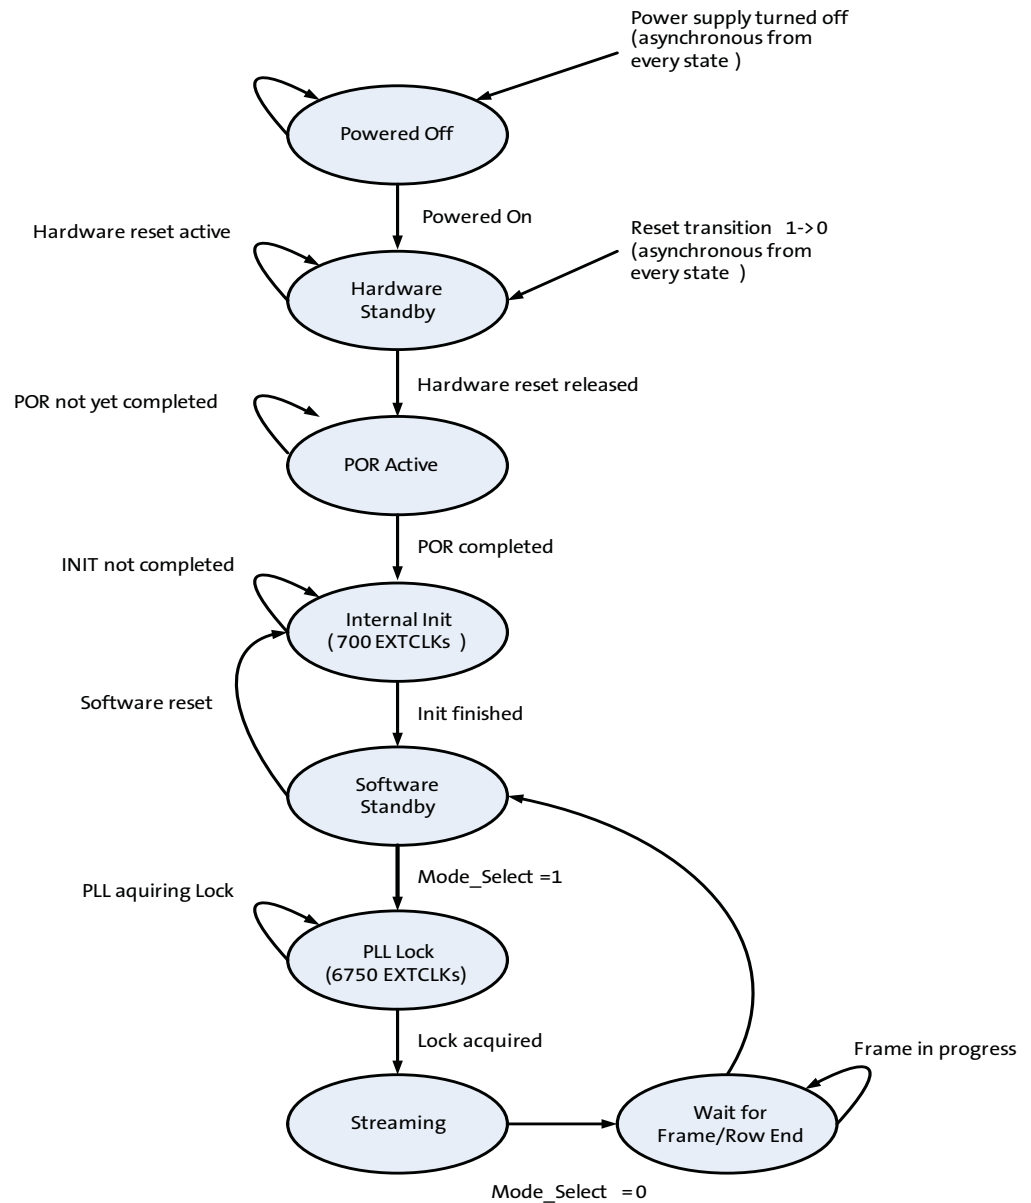 Power supply turned off
(asynchronous from
every state )
Powered Off
Powered On
Hardware reset active
Reset transition 1->0
(asynchronous from
every state )
Hardware
Standby
Hardware reset released
POR not yet completed
POR Active
POR completed
INIT not completed
Internal Init
( 700 EXTCLKs )
Software reset
Init finished
Software
Standby
Mode_Select =1
PLL aquiring Lock
PLL Lock
(6750 EXTCLKs)
Lock acquired
Frame in progress
Streaming
Wait for
Frame/Row End
Mode_Select =0